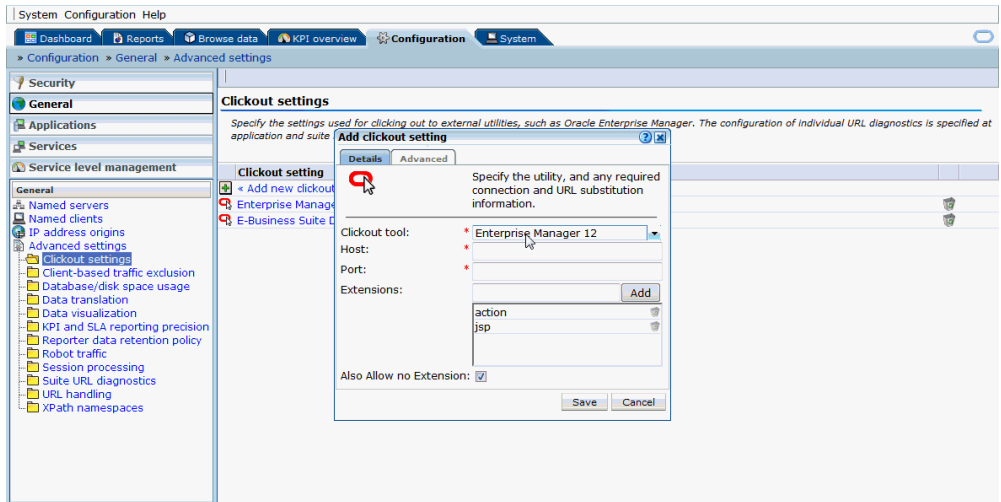 System Configuration Help
Dashboard Reports Browse data KPI overview Configuration System
» Configuration » General » Advanced settings
Security
General
Applications
Services
Service level management
General
Named servers
Named clients
IP address origins
Advanced settings
Clickout settings
Client-based traffic exclusion
Database/disk space usage
Data translation
Data visualization
KPI and SLA reporting precision
Reporter data retention policy
Robot traffic
Session processing
Suite URL diagnostics
URL handling
XPath namespaces
Clickout settings
Specify the settings used for clicking out to external utilities, such as Oracle Enterprise Manager. The configuration of individual URL diagnostics is specified at
application and suite
Clickout setting
« Add new clickout
Enterprise Manage
E-Business Suite D
Add clickout setting
Details Advanced
Specify the utility, and any required
connection and URL substitution
information.
Clickout tool: * Enterprise Manager 12
Host: *
Port: *
Extensions: Add
action
jsp
Also Allow no Extension:
Save Cancel